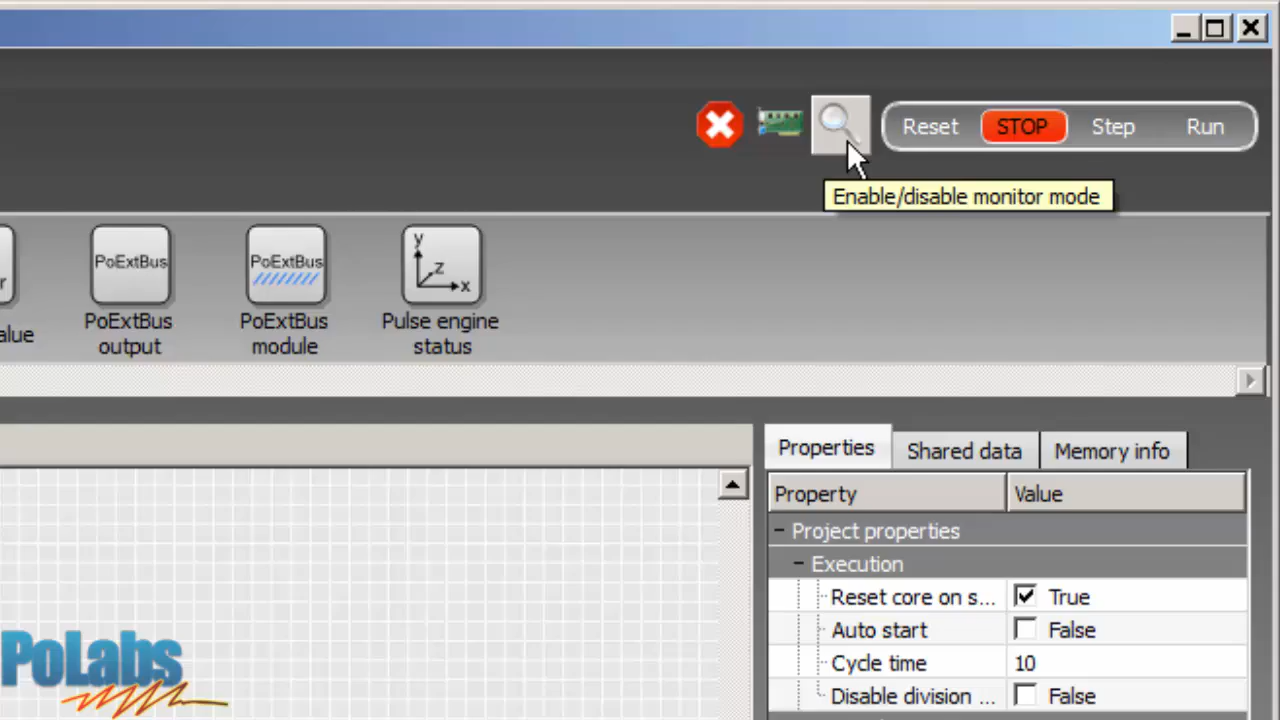 Reset STOP Step Run
Enable/disable monitor mode
y
z
x
r
PoExtBus
PoExtBus
alue
PoExtBus
output
PoExtBus
module
Pulse engine
status
Properties Shared data Memory info
Property Value
Project properties
Execution
Reset core on s... True
Auto start False
Cycle time 10
Disable division ... False
PoLabs